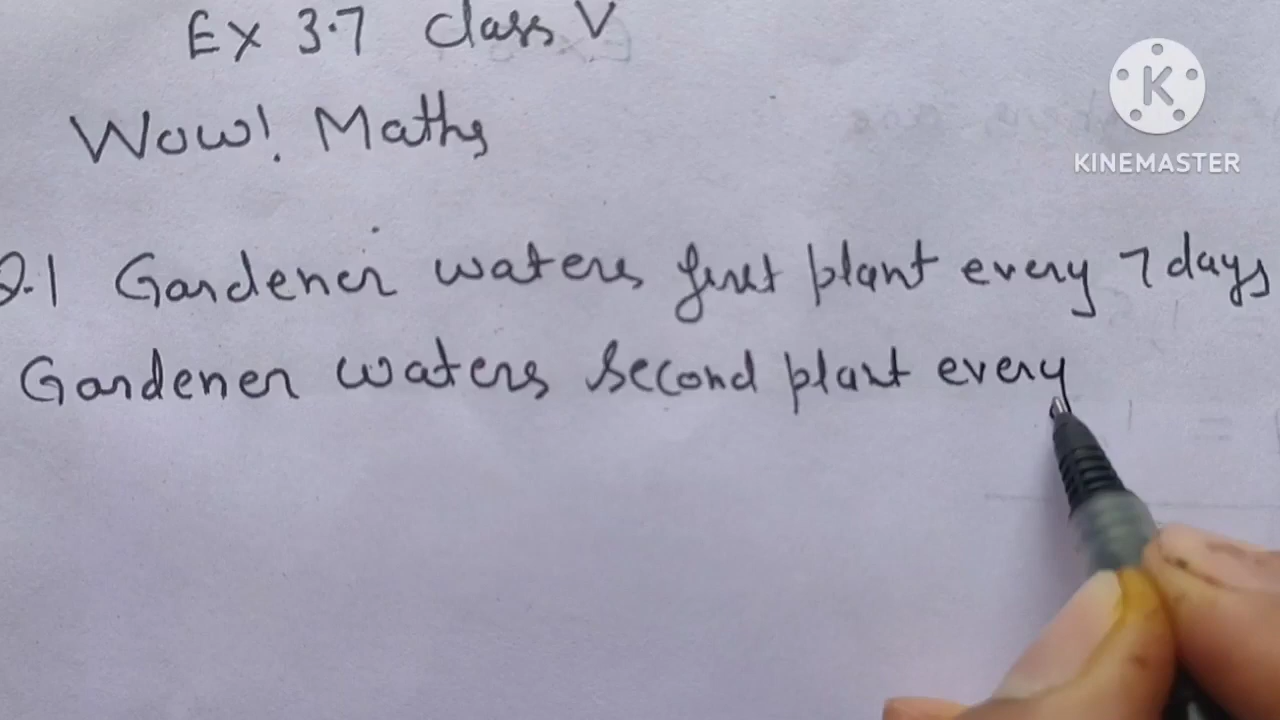 Ex 3.7 Class V
Wow! Maths
KINEMASTER
Q.1 Gardener waters first plant every 7 days
Gardener waters second plant every